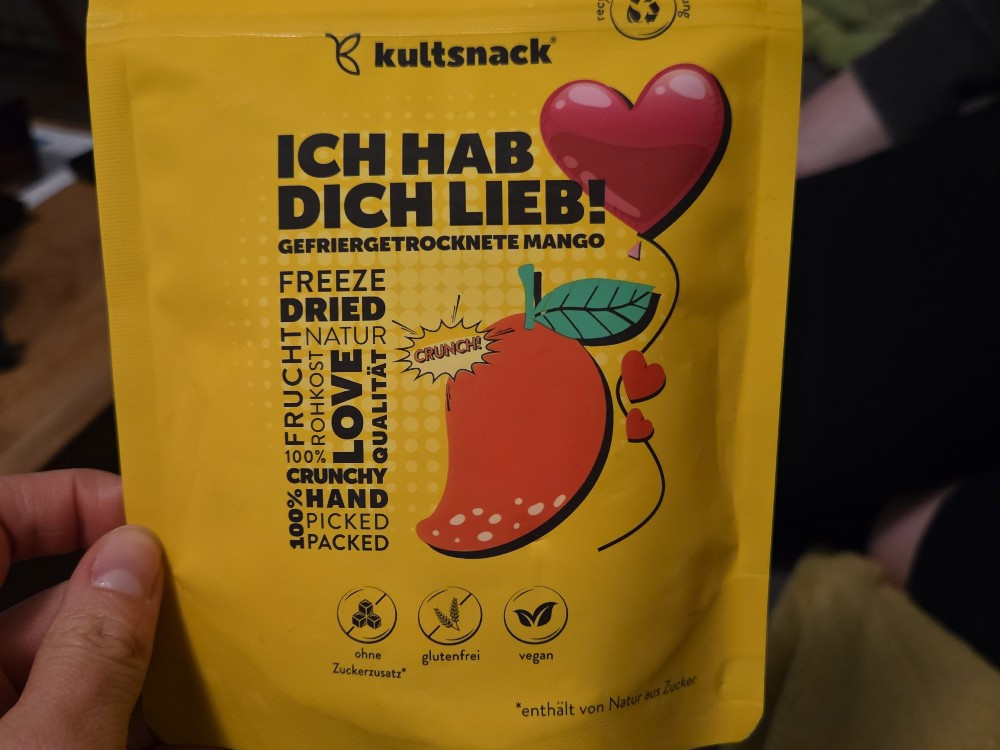 kultsnack®
ICH HAB
DICH LIEB!
GEFRIERGETROCKNETE MANGO
FREEZE
DRIED
NATUR
100% FRUCHT
ROHKOST
LOVE
QUALITÄT
CRUNCHY
100%
HAND
PICKED
PACKED
CRUNCH!
ohne
Zuckerzusatz*
glutenfrei
vegan
*enthält von Natur aus Zucker